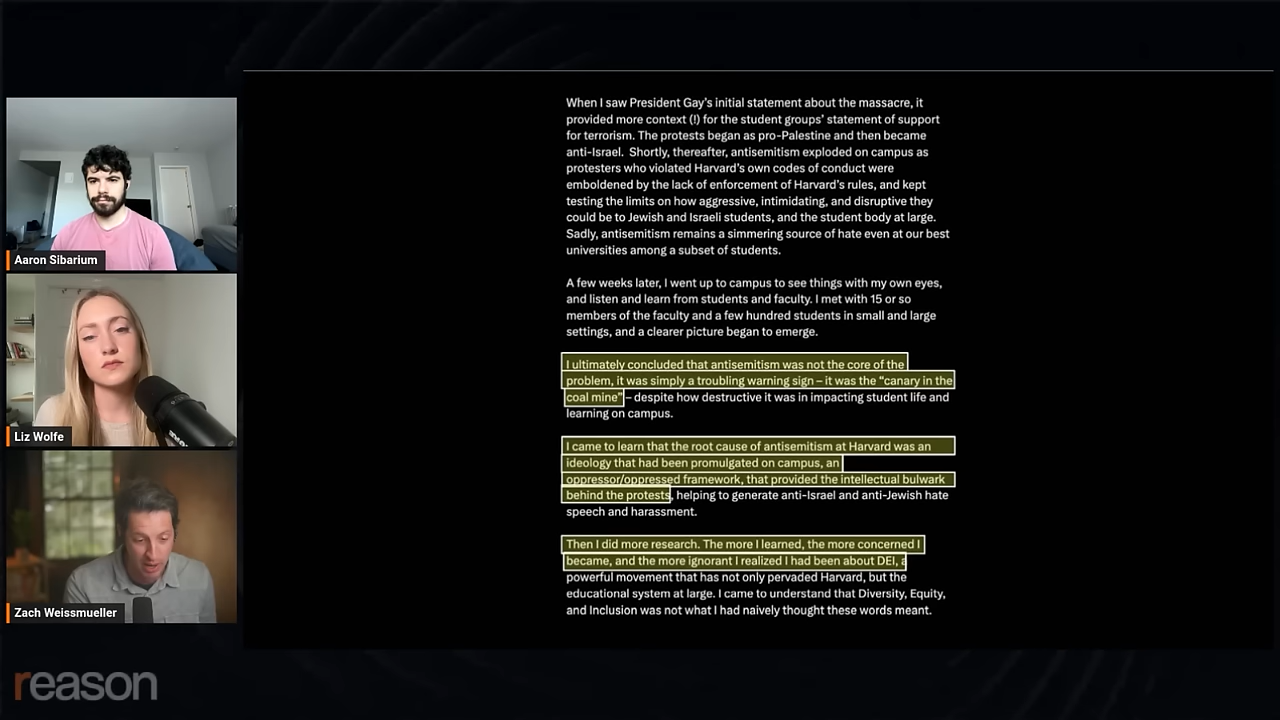 When I saw President Gay's initial statement about the massacre, it
provided more context (!) for the student groups' statement of support
for terrorism. The protests began as pro-Palestine and then became
anti-Israel.  Shortly, thereafter, antisemitism exploded on campus as
protesters who violated Harvard's own codes of conduct were
emboldened by the lack of enforcement of Harvard's rules, and kept
testing the limits on how aggressive, intimidating, and disruptive they
could be to Jewish and Israeli students, and the student body at large.
Sadly, antisemitism remains a simmering source of hate even at our best
universities among a subset of students.
A few weeks later, I went up to campus to see things with my own eyes,
and listen and learn from students and faculty. I met with 15 or so
members of the faculty and a few hundred students in small and large
settings, and a clearer picture began to emerge.
I ultimately concluded that antisemitism was not the core of the
problem, it was simply a troubling warning sign – it was the “canary in the
coal mine” – despite how destructive it was in impacting student life and
learning on campus.
I came to learn that the root cause of antisemitism at Harvard was an
ideology that had been promulgated on campus, an
oppressor/oppressed framework, that provided the intellectual bulwark
behind the protests, helping to generate anti-Israel and anti-Jewish hate
speech and harassment.
Then I did more research. The more I learned, the more concerned I
became, and the more ignorant I realized I had been about DEI, a
powerful movement that has not only pervaded Harvard, but the
educational system at large. I came to understand that Diversity, Equity,
and Inclusion was not what I had naively thought these words meant.
Aaron Sibarium
Liz Wolfe
Zach Weissmueller
reason